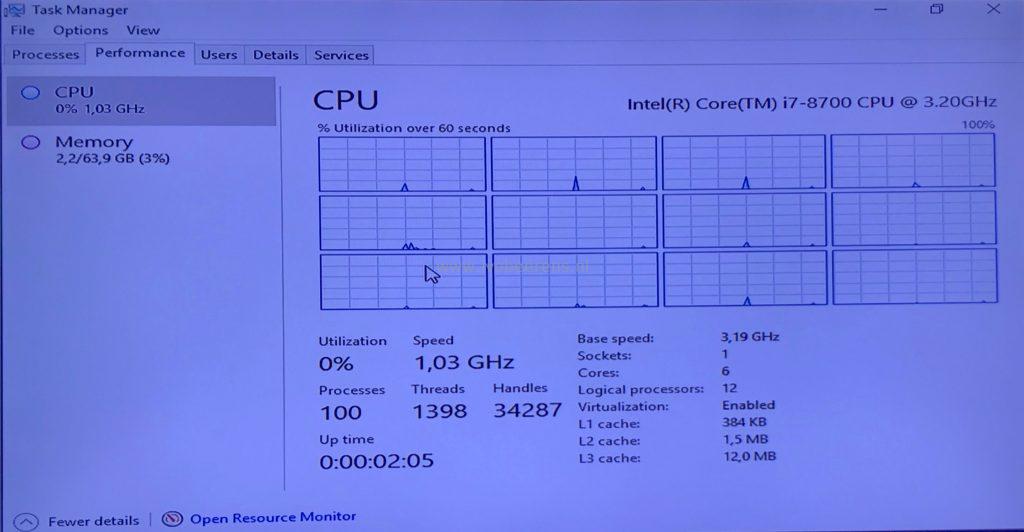 Task Manager
File Options View
Processes Performance Users Details Services
CPU
0% 1,03 GHz
Memory
2,2/63,9 GB (3%)
CPU
Intel(R) Core(TM) i7-8700 CPU @ 3.20GHz
% Utilization over 60 seconds
100%
Utilization Speed
0% 1,03 GHz
Processes Threads Handles
100 1398 34287
Up time
0:00:02:05
Base speed: 3,19 GHz
Sockets: 1
Cores: 6
Logical processors: 12
Virtualization: Enabled
L1 cache: 384 KB
L2 cache: 1,5 MB
L3 cache: 12,0 MB
Fewer details | Open Resource Monitor